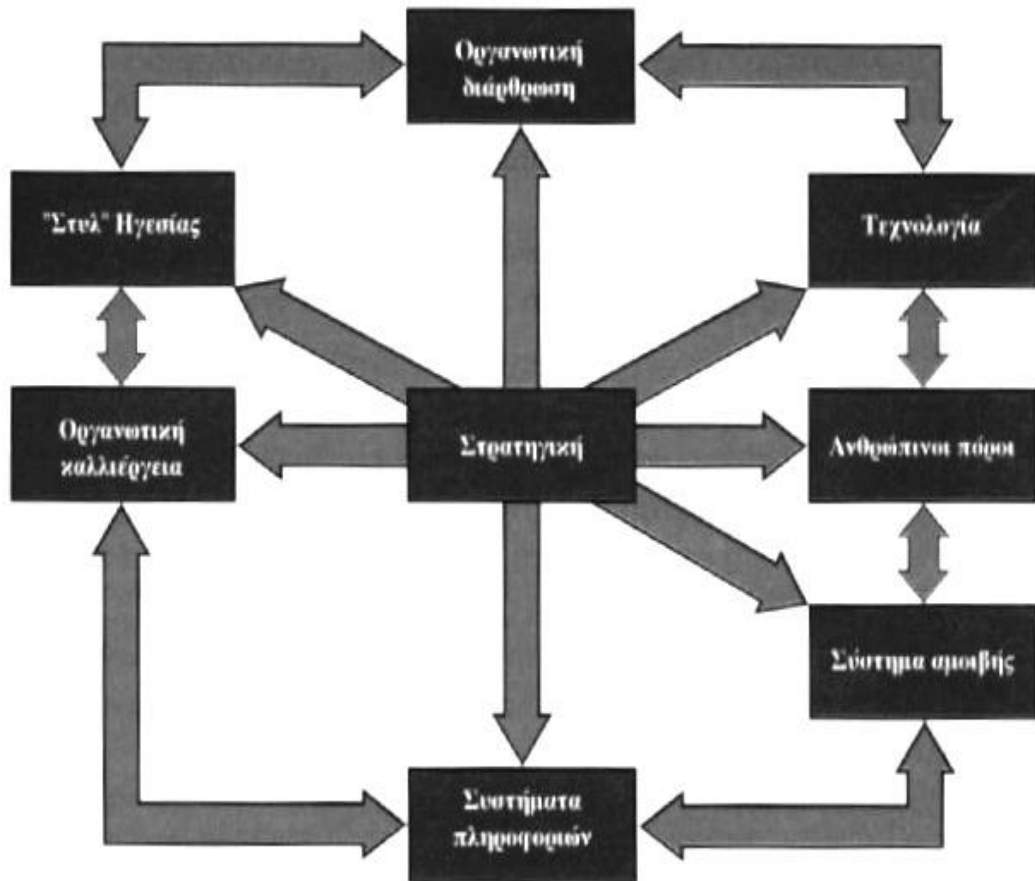 Οργανωτική
διάρθρωση
"Στυλ" Ηγεσίας
Τεχνολογία
Οργανωτική
καλλιέργεια
Στρατηγική
Ανθρώπινοι πόροι
Σύστημα αμοιβής
Συστήματα
πληροφοριών